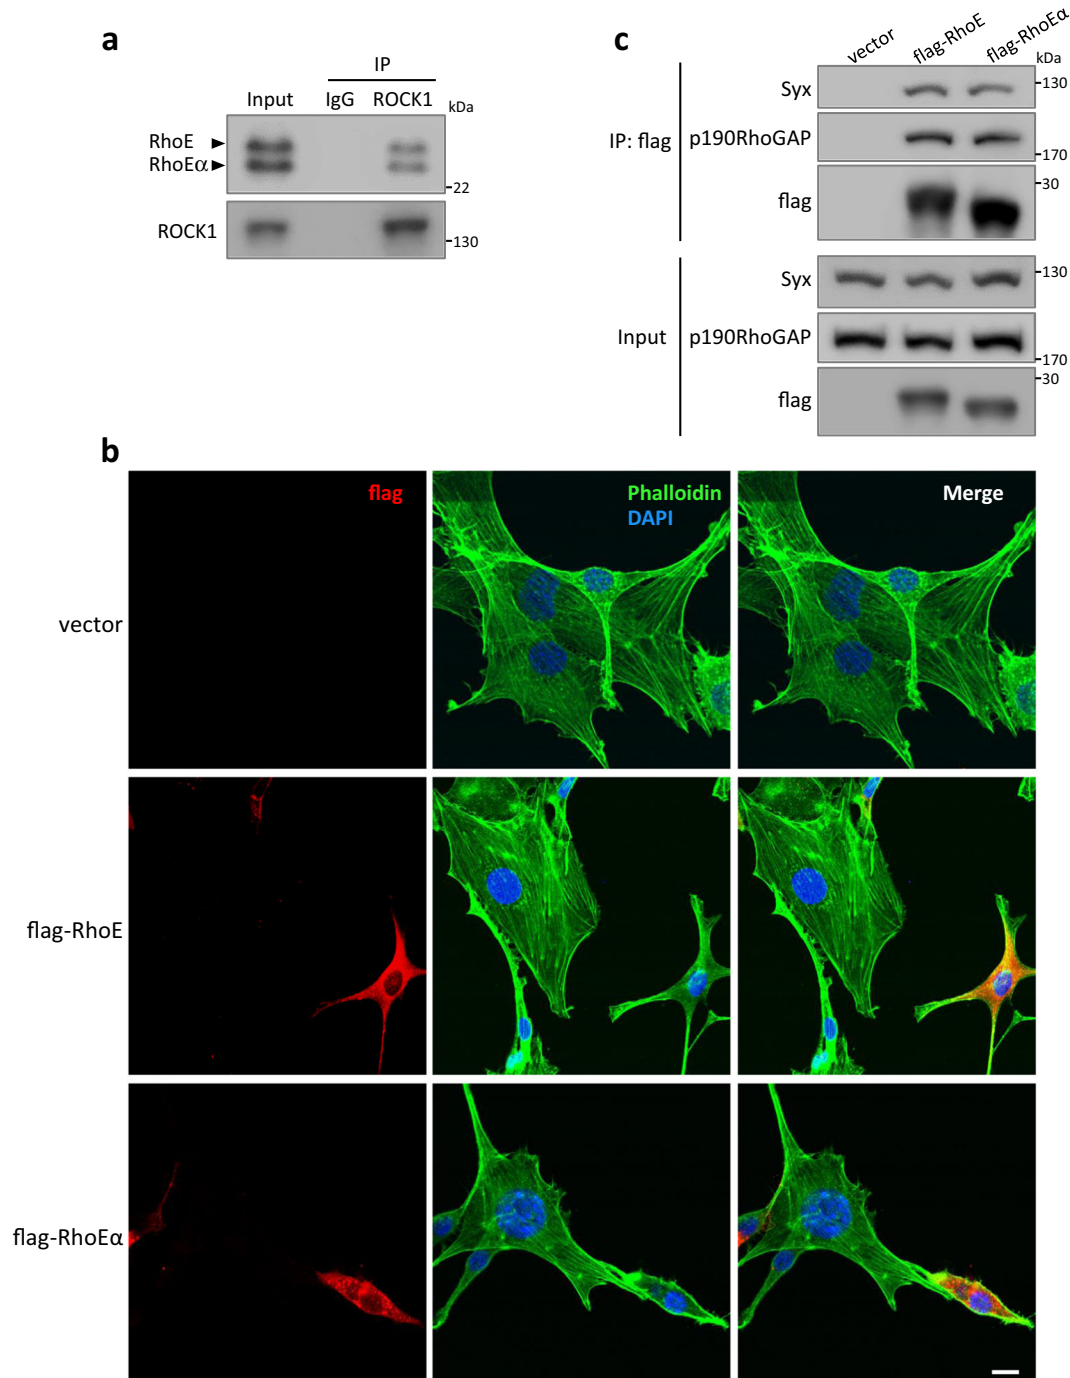 a
IP
Input IgG ROCK1 kDa
RhoE
RhoEα
22
ROCK1
130
c
vector flag-RhoE flag-RhoEα
kDa
Syx 130
IP: flag p190RhoGAP
170
flag 30
Syx 130
Input p190RhoGAP
170
flag 30
b
flag Phalloidin Merge
DAPI
vector
flag-RhoE
flag-RhoEα